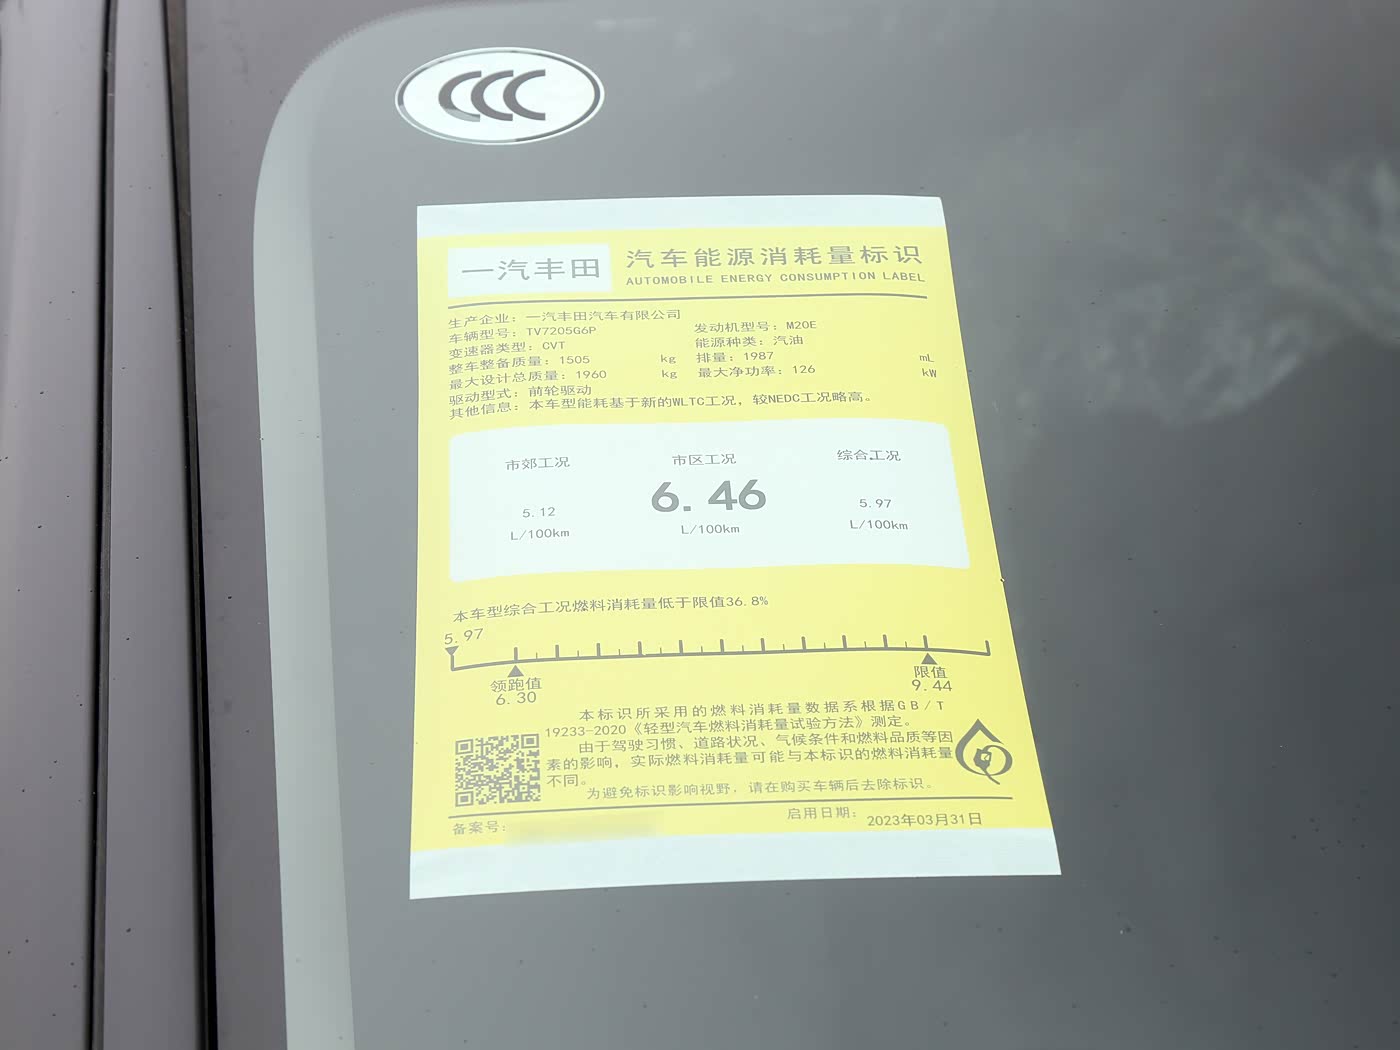 CCC
一汽丰田
汽车能源消耗量标识
AUTOMOBILE ENERGY CONSUMPTION LABEL
生产企业：一汽丰田汽车有限公司
车辆型号：TV7205G6P 发动机型号：M20E
变速器类型：CVT 能源种类：汽油
整车整备质量：1505 kg 排量：1987 mL
最大设计总质量：1960 kg 最大净功率：126 kW
驱动型式：前轮驱动
其他信息：本车型能耗基于新的WLTC工况，较NEDC工况略高。
市郊工况 市区工况 综合工况
5.12 6.46 5.97
L/100km L/100km L/100km
本车型综合工况燃料消耗量低于限值36.8%
5.97
领跑值 限值
6.30 9.44
本标识所采用的燃料消耗量数据系根据GB/T
19233-2020《轻型汽车燃料消耗量试验方法》测定。
由于驾驶习惯、道路状况、气候条件和燃料品质等因
素的影响，实际燃料消耗量可能与本标识的燃料消耗量
不同。
为避免标识影响视野，请在购买车辆后去除标识。
备案号： 启用日期：2023年03月31日